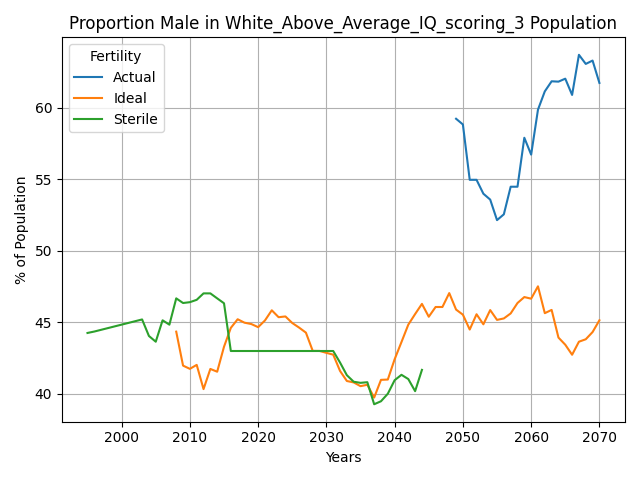 Proportion Male in White_Above_Average_IQ_scoring_3 Population
Fertility
Actual
Ideal
Sterile
% of Population
60
55
50
45
40
2000 2010 2020 2030 2040 2050 2060 2070
Years